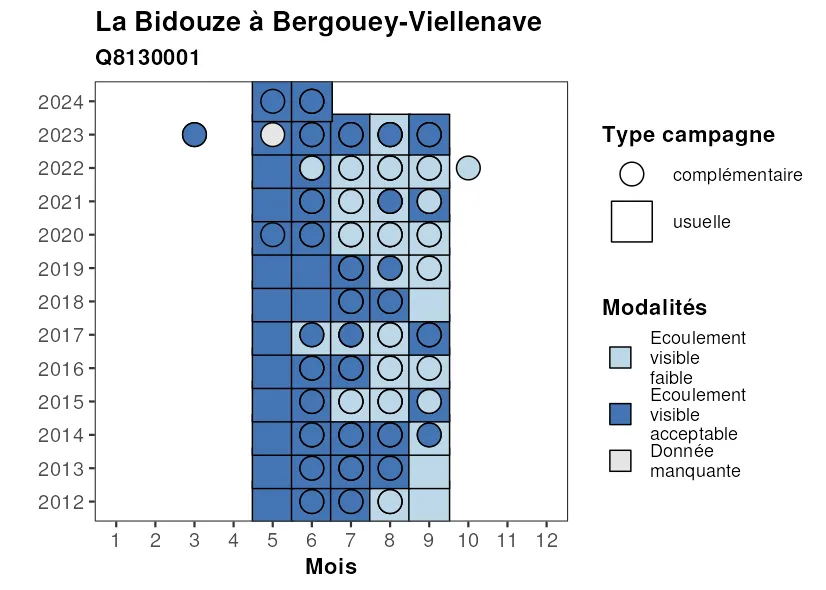 La Bidouze à Bergouey-Viellenave
Q8130001
2024
2023
2022
2021
2020
2019
2018
2017
2016
2015
2014
2013
2012
1 2 3 4 5 6 7 8 9 10 11 12
Mois
Type campagne
complémentaire
usuelle
Modalités
Ecoulement
visible
faible
Ecoulement
visible
acceptable
Donnée
manquante